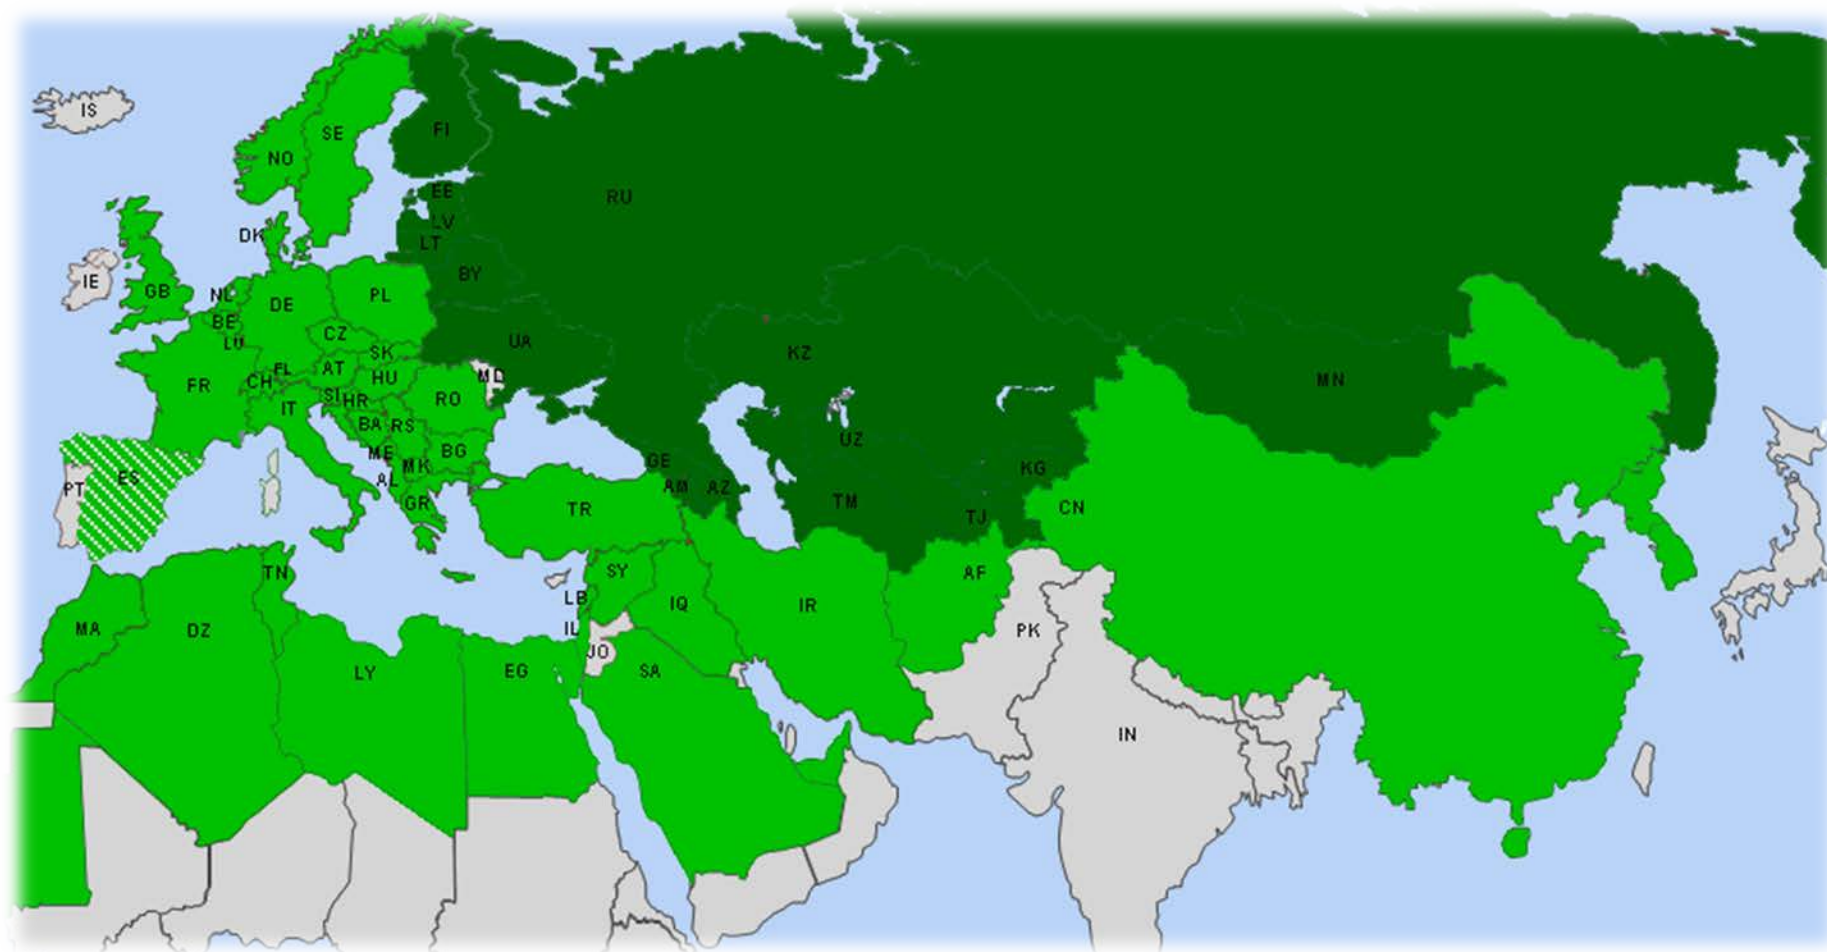 IS
SE
FI
NO
EE
RU
LV
DK
LT
BY
IE
GB
NL
DE
PL
BE
CZ
LU
UA
SK
KZ
FL
AT
CH
HU
MD
MN
FR
SI
HR
RO
IT
BA
RS
UZ
ME
BG
GE
MK
KG
ES
AL
PT
AM
AZ
GR
TM
CN
TR
TJ
TN
SY
AF
LB
IQ
IR
MA
DZ
IL
PK
JO
LY
EG
SA
IN